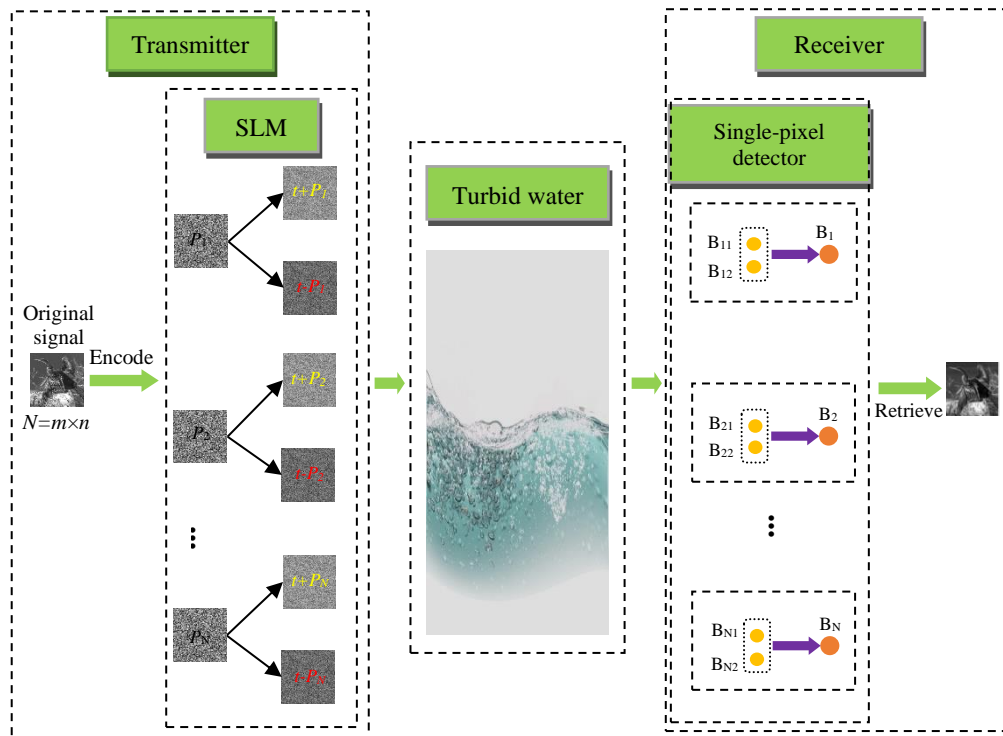 Transmitter
SLM
Original
signal
N=m×n
Encode
P1
t+P1
t-P1
P2
t+P2
t-P2
...
PN
t+PN
t-PN
Turbid water
Receiver
Single-pixel
detector
B11
B12
B1
B21
B22
B2
...
BN1
BN2
BN
Retrieve